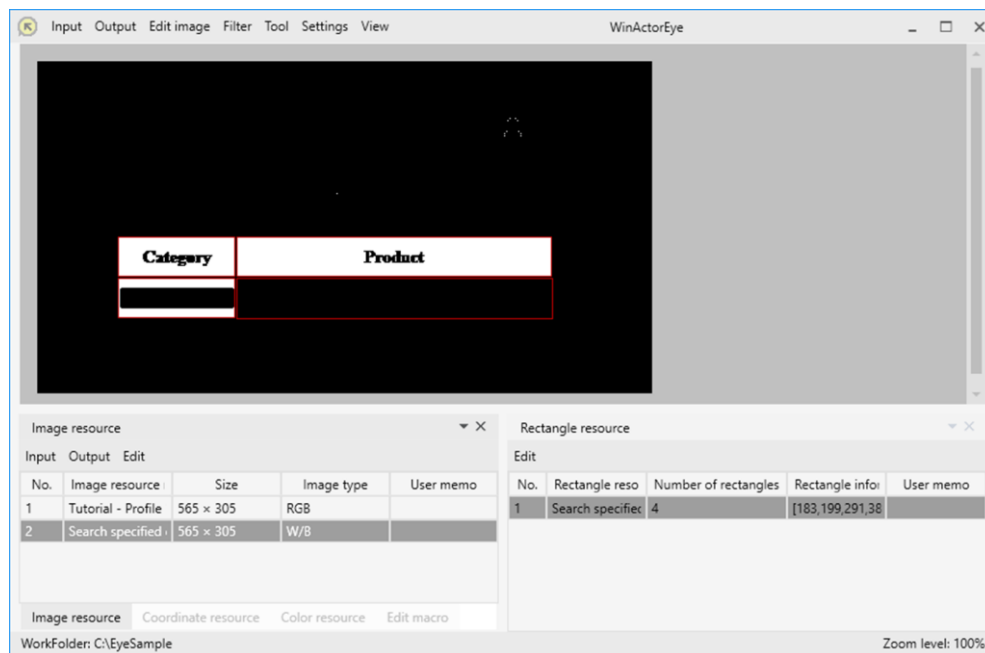 Input Output Edit image Filter Tool Settings View WinActorEye
Category Product
Image resource
Input Output Edit
No. Image resource Size Image type User memo
1 Tutorial - Profile 565 × 305 RGB
2 Search specified 565 × 305 W/B
Image resource Coordinate resource Color resource Edit macro
Rectangle resource
Edit
No. Rectangle reso Number of rectangles Rectangle infor User memo
1 Search specified 4 [183,199,291,38
WorkFolder: C:\EyeSample Zoom level: 100%